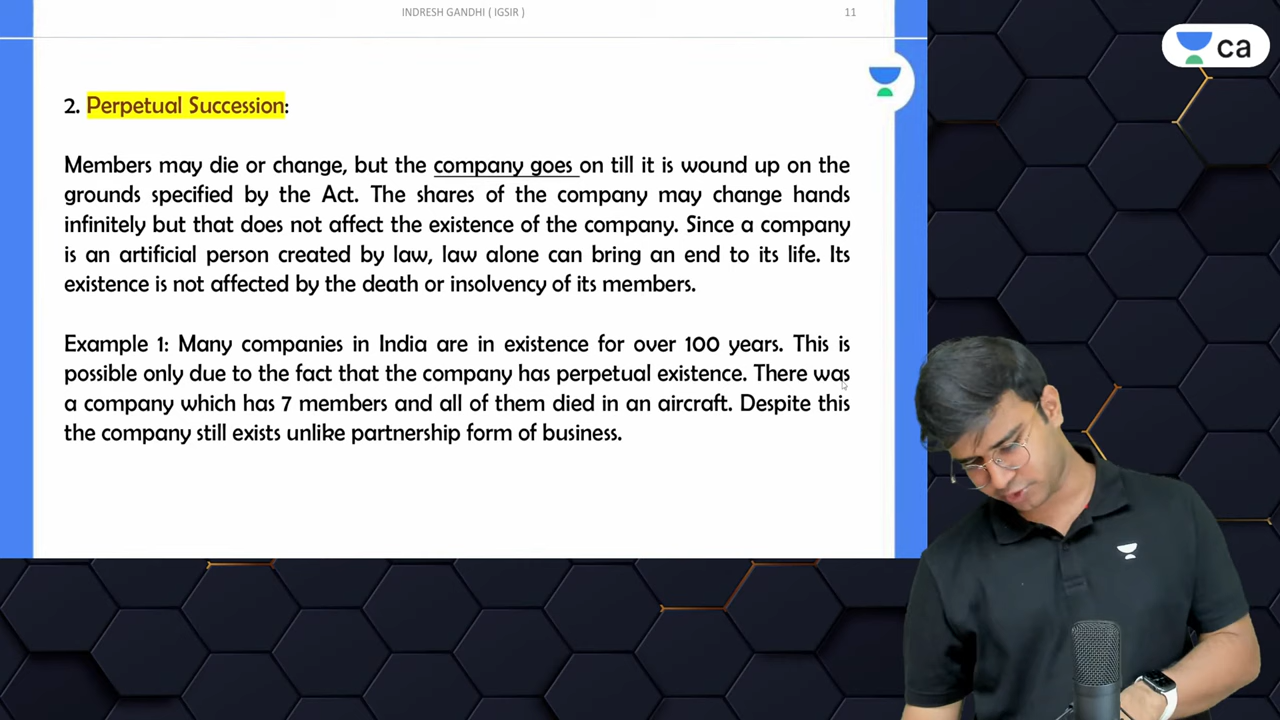 INDRESH GANDHI ( IGSIR )
11
ca
2. Perpetual Succession:
Members may die or change, but the company goes on till it is wound up on the
grounds specified by the Act. The shares of the company may change hands
infinitely but that does not affect the existence of the company. Since a company
is an artificial person created by law, law alone can bring an end to its life. Its
existence is not affected by the death or insolvency of its members.
Example 1: Many companies in India are in existence for over 100 years. This is
possible only due to the fact that the company has perpetual existence. There was
a company which has 7 members and all of them died in an aircraft. Despite this
the company still exists unlike partnership form of business.